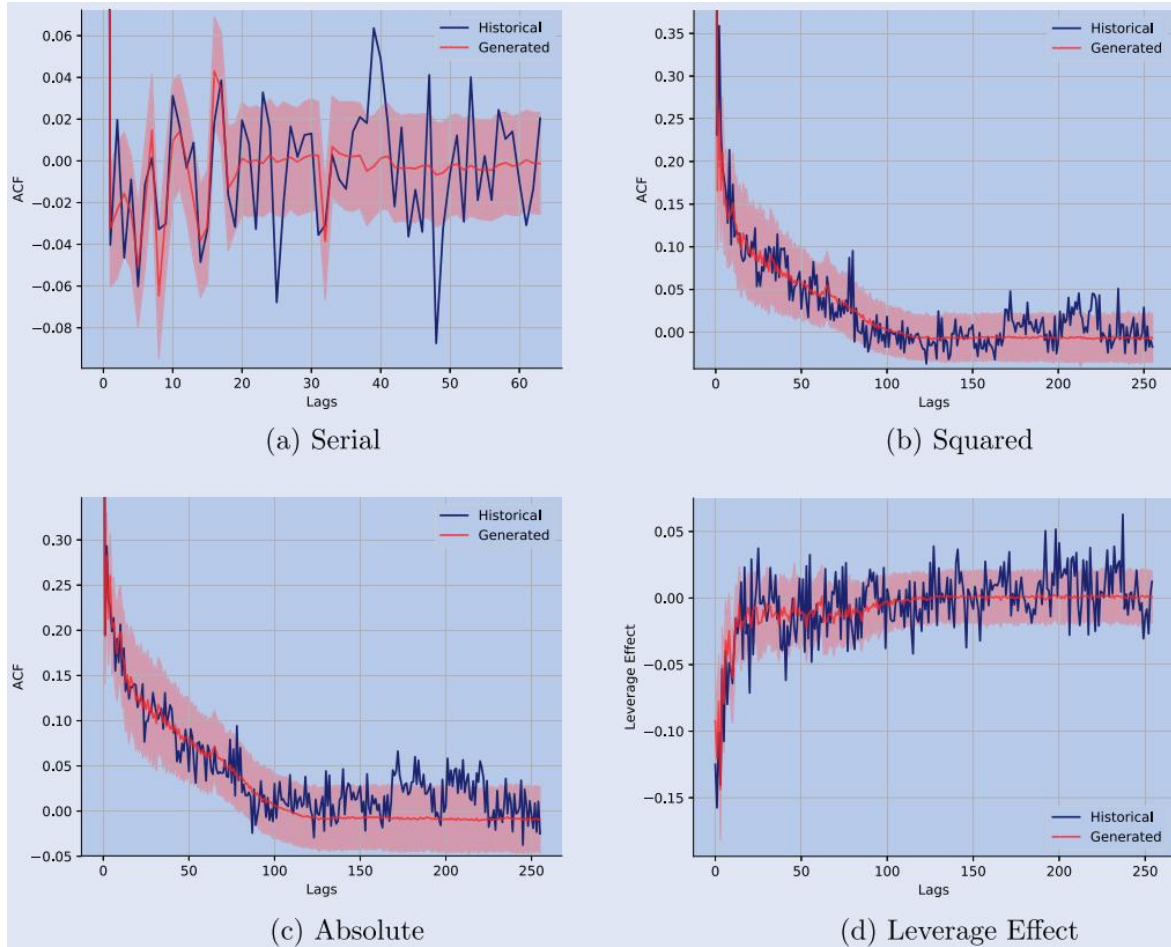 0.06
0.04
0.02
0.00
−0.02
−0.04
−0.06
−0.08
ACF
Historical
Generated
0 10 20 30 40 50 60
Lags
(a) Serial
0.35
0.30
0.25
0.20
0.15
0.10
0.05
0.00
ACF
Historical
Generated
0 50 100 150 200 250
Lags
(b) Squared
0.30
0.25
0.20
0.15
0.10
0.05
0.00
−0.05
ACF
Historical
Generated
0 50 100 150 200 250
Lags
(c) Absolute
0.05
0.00
−0.05
−0.10
−0.15
Leverage Effect
Historical
Generated
0 50 100 150 200 250
Lags
(d) Leverage Effect